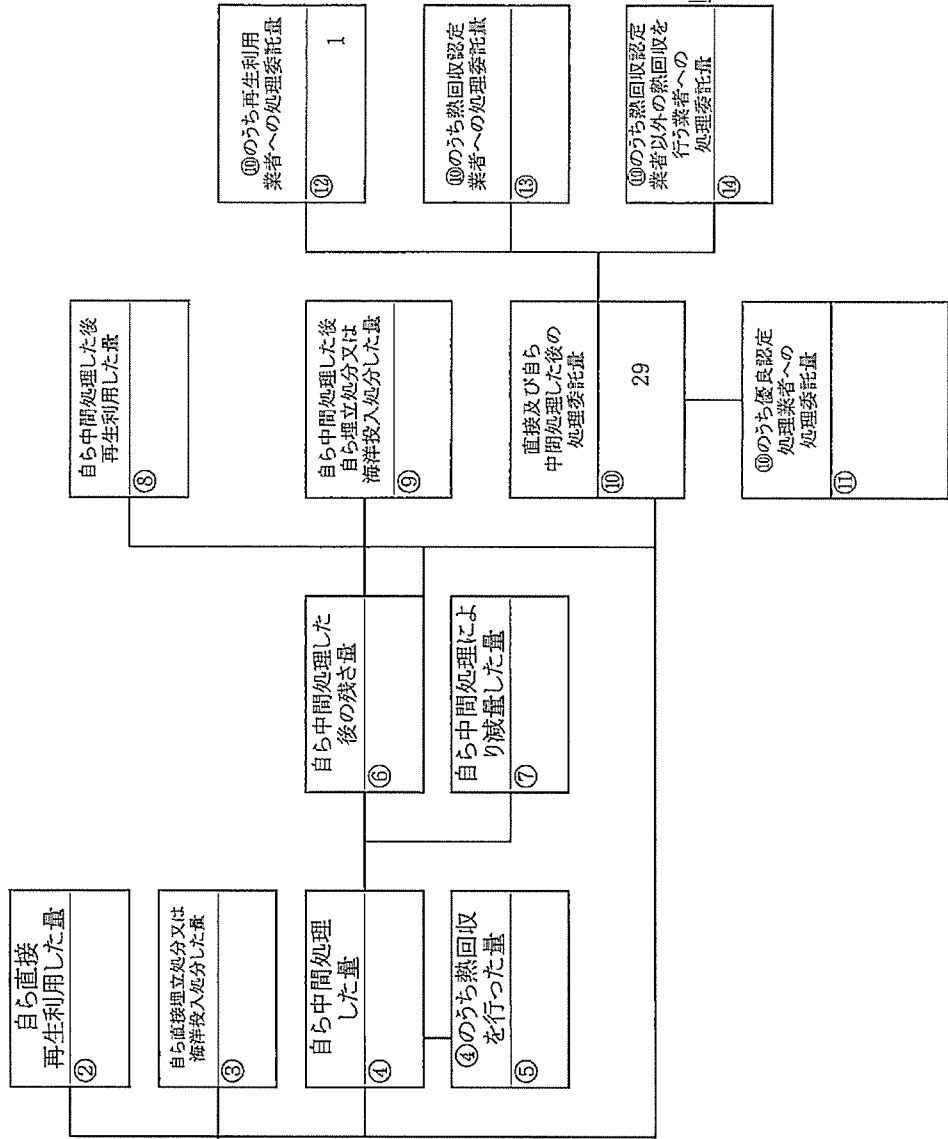 自ら直接
再生利用した量
②
自ら直接埋立処分又は
海洋投入処分した量
③
自ら中間処理
した量
④
④のうち熱回収
を行った量
⑤
自ら中間処理した
後の残さ量
⑥
自ら中間処理によ
り減量した量
⑦
自ら中間処理した後
再生利用した量
⑧
自ら中間処理した後
自ら埋立処分又は
海洋投入処分した量
⑨
直接及び自ら
中間処理した後の
処理委託量
⑩
29
⑩のうち優良認定
処理業者への
処理委託量
⑪
⑩のうち再生利用
業者への処理委託量
⑫
1
⑩のうち熱回収認定
業者への処理委託量
⑬
⑩のうち熱回収認定
業者以外の熱回収を
行う業者への
処理委託量
⑭